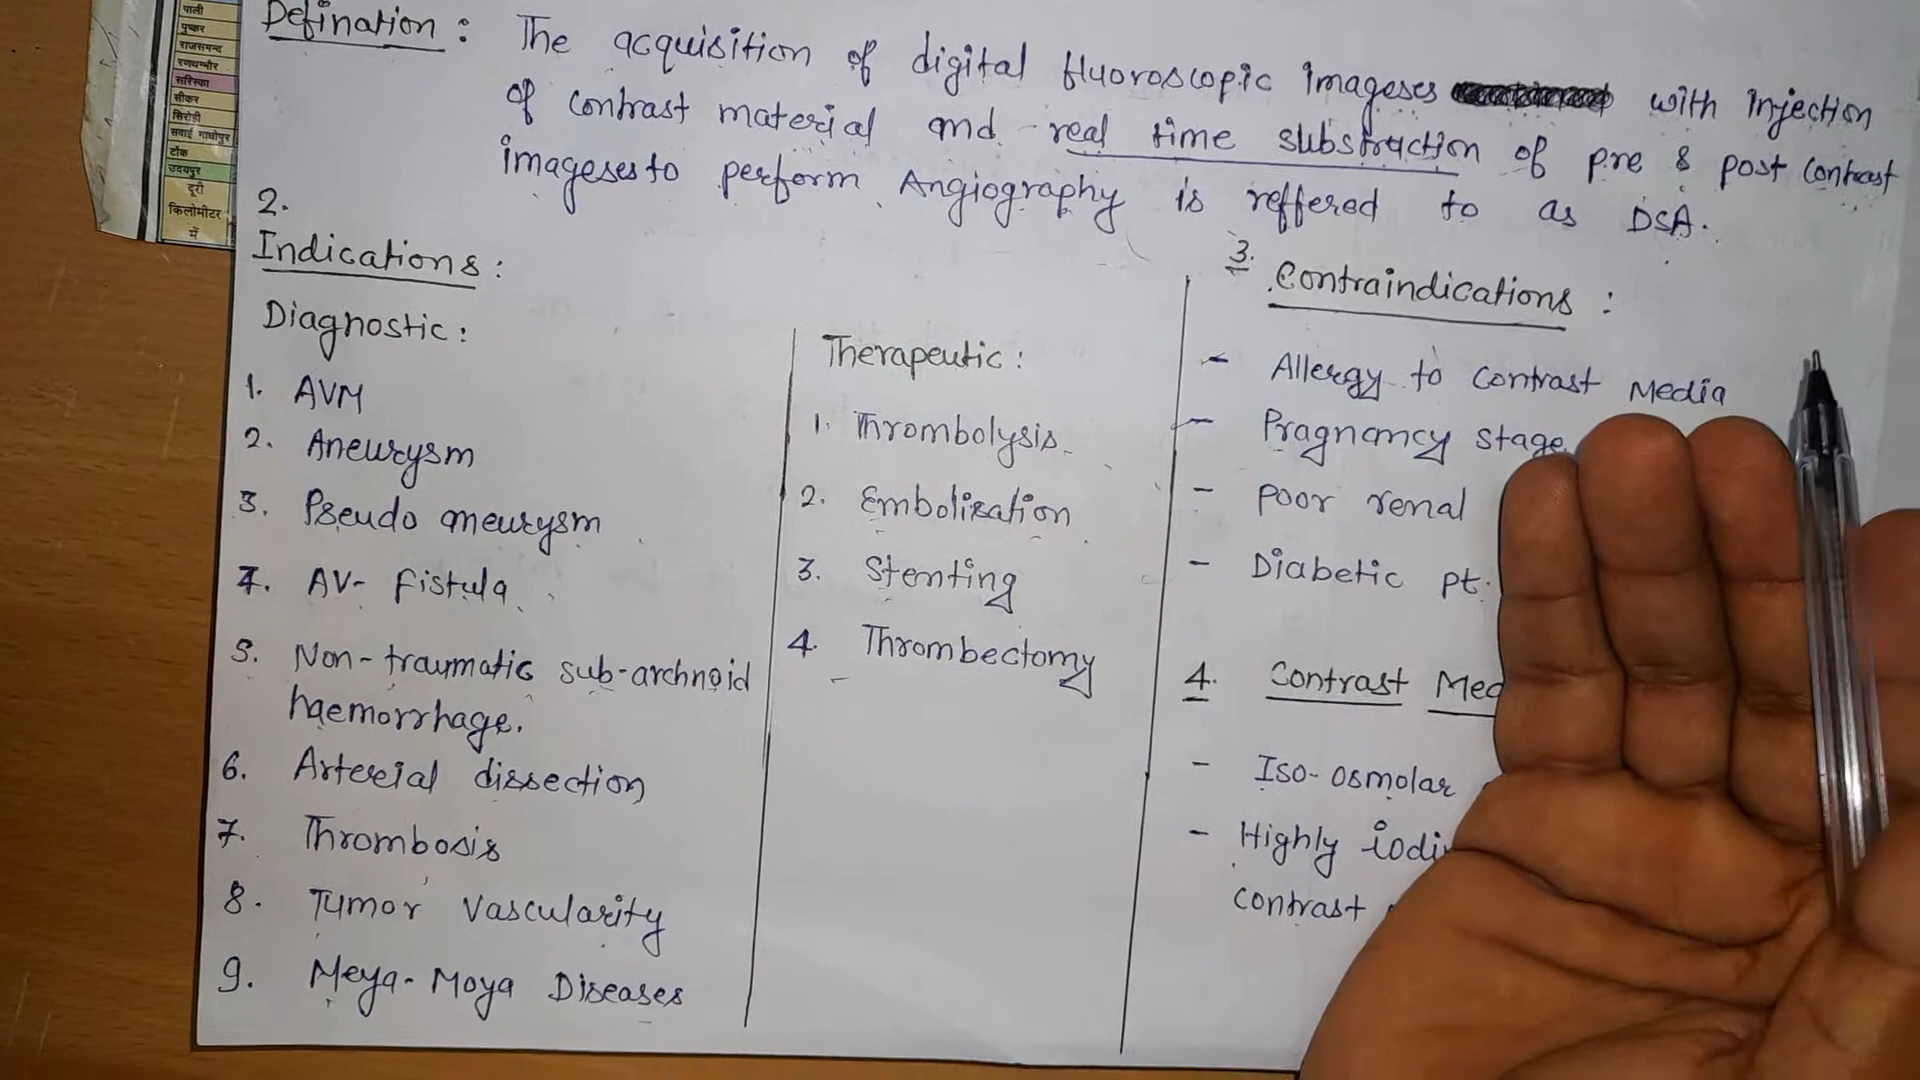 पाली
पुष्कर
राजसमन्द
रणथम्भौर
सरिस्का
सीकर
सिरोही
सवाई माधोपुर
टोंक
उदयपुर
दूरी
किलोमीटर
में
Defination :
The acquisition of digital fluoroscopic imageses with injection
of contrast material and real time substraction of pre & post contrast
imageses to perform Angiography is reffered to as DSA.
2.
Indications :
Diagnostic :
1. AVM
2. Aneurysm
3. Pseudo aneurysm
4. AV- fistula
5. Non-traumatic sub-archnoid
haemorrhage.
6. Arterial dissection
7. Thrombosis
8. Tumor Vascularity
9. Meya-Moya Diseases
Therapeutic :
1. Thrombolysis
2. Embolisation
3. Stenting
4. Thrombectomy
3. Contraindications :
- Allergy to contrast Media
- Pragnancy stage
- poor renal
- Diabetic pt.
4. Contrast
- Iso-osmolar
- Highly
contrast